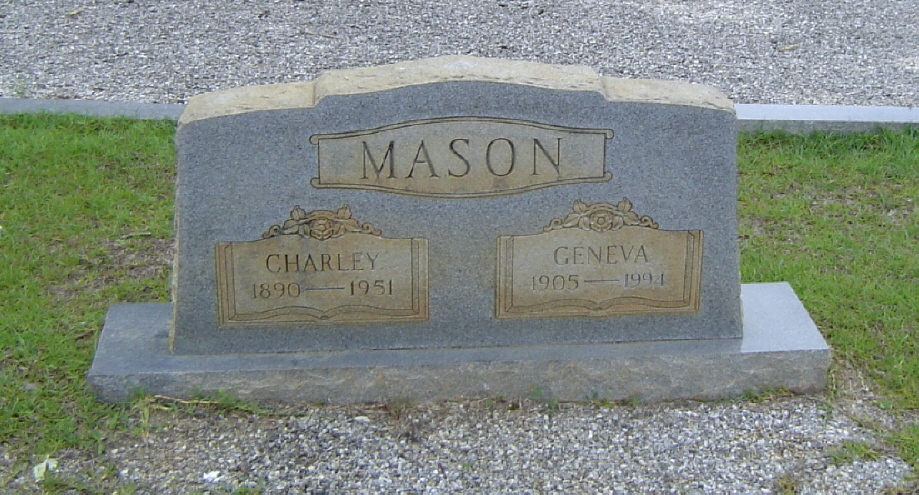 MASON
CHARLEY
1890—1951
GENEVA
1905—1994